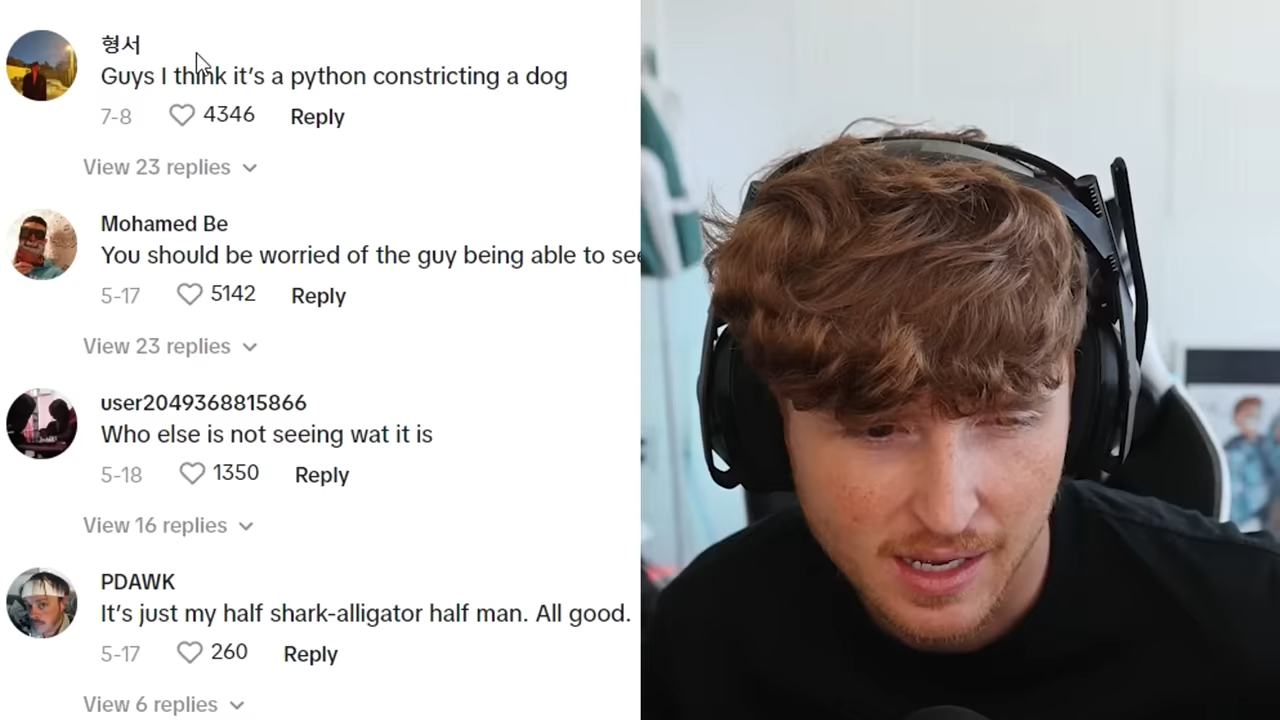 형서
Guys I think it’s a python constricting a dog
7-8 4346 Reply
View 23 replies
Mohamed Be
You should be worried of the guy being able to see
5-17 5142 Reply
View 23 replies
user2049368815866
Who else is not seeing wat it is
5-18 1350 Reply
View 16 replies
PDAWK
It’s just my half shark-alligator half man. All good.
5-17 260 Reply
View 6 replies